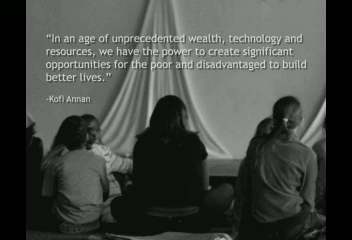 “In an age of unprecedented wealth, technology and
resources, we have the power to create significant
opportunities for the poor and disadvantaged to build
better lives.”
-Kofi Annan